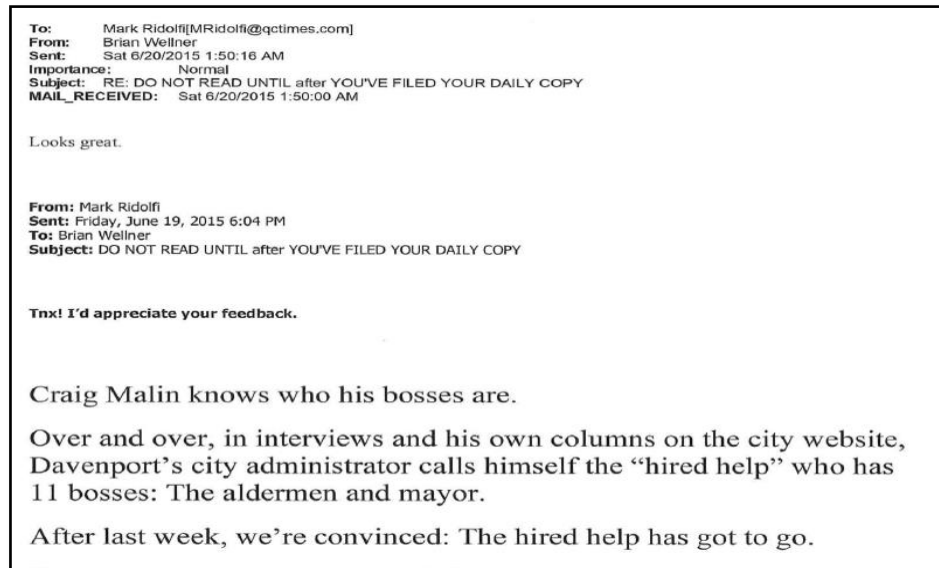 To: Mark Ridolfi[MRidolfi@qctimes.com]
From: Brian Wellner
Sent: Sat 6/20/2015 1:50:16 AM
Importance: Normal
Subject: RE: DO NOT READ UNTIL after YOU'VE FILED YOUR DAILY COPY
MAIL_RECEIVED: Sat 6/20/2015 1:50:00 AM
Looks great.
From: Mark Ridolfi
Sent: Friday, June 19, 2015 6:04 PM
To: Brian Wellner
Subject: DO NOT READ UNTIL after YOU'VE FILED YOUR DAILY COPY
Tnx! I'd appreciate your feedback.
Craig Malin knows who his bosses are.
Over and over, in interviews and his own columns on the city website,
Davenport's city administrator calls himself the “hired help” who has
11 bosses: The aldermen and mayor.
After last week, we're convinced: The hired help has got to go.